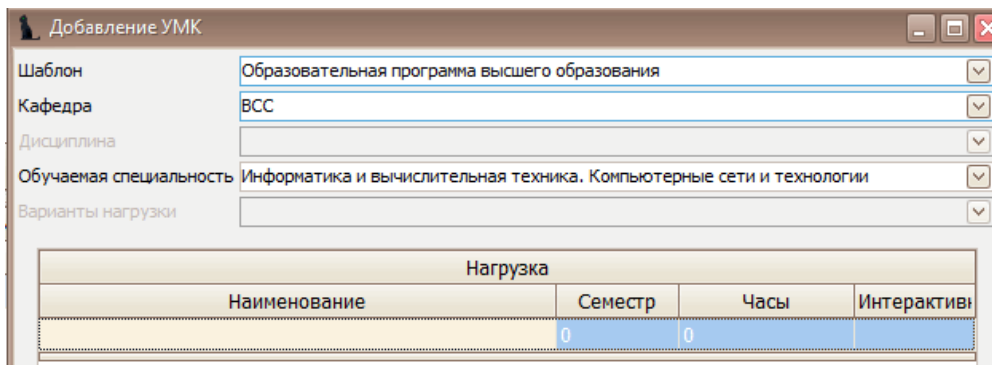 Добавление УМК
Шаблон Образовательная программа высшего образования
Кафедра ВСС
Дисциплина
Обучаемая специальность Информатика и вычислительная техника. Компьютерные сети и технологии
Варианты нагрузки
Нагрузка
Наименование Семестр Часы
0 0